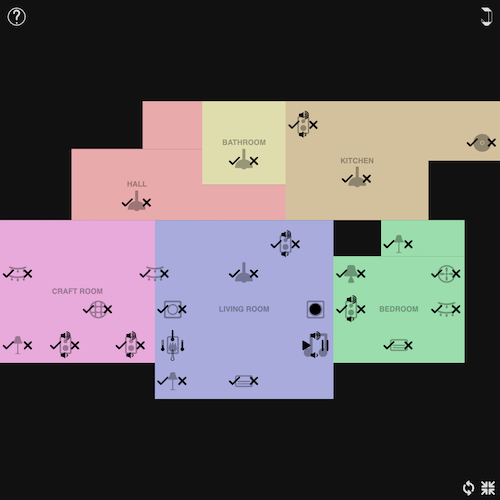 ?
BATHROOM
KITCHEN
HALL
CRAFT ROOM
LIVING ROOM
BEDROOM